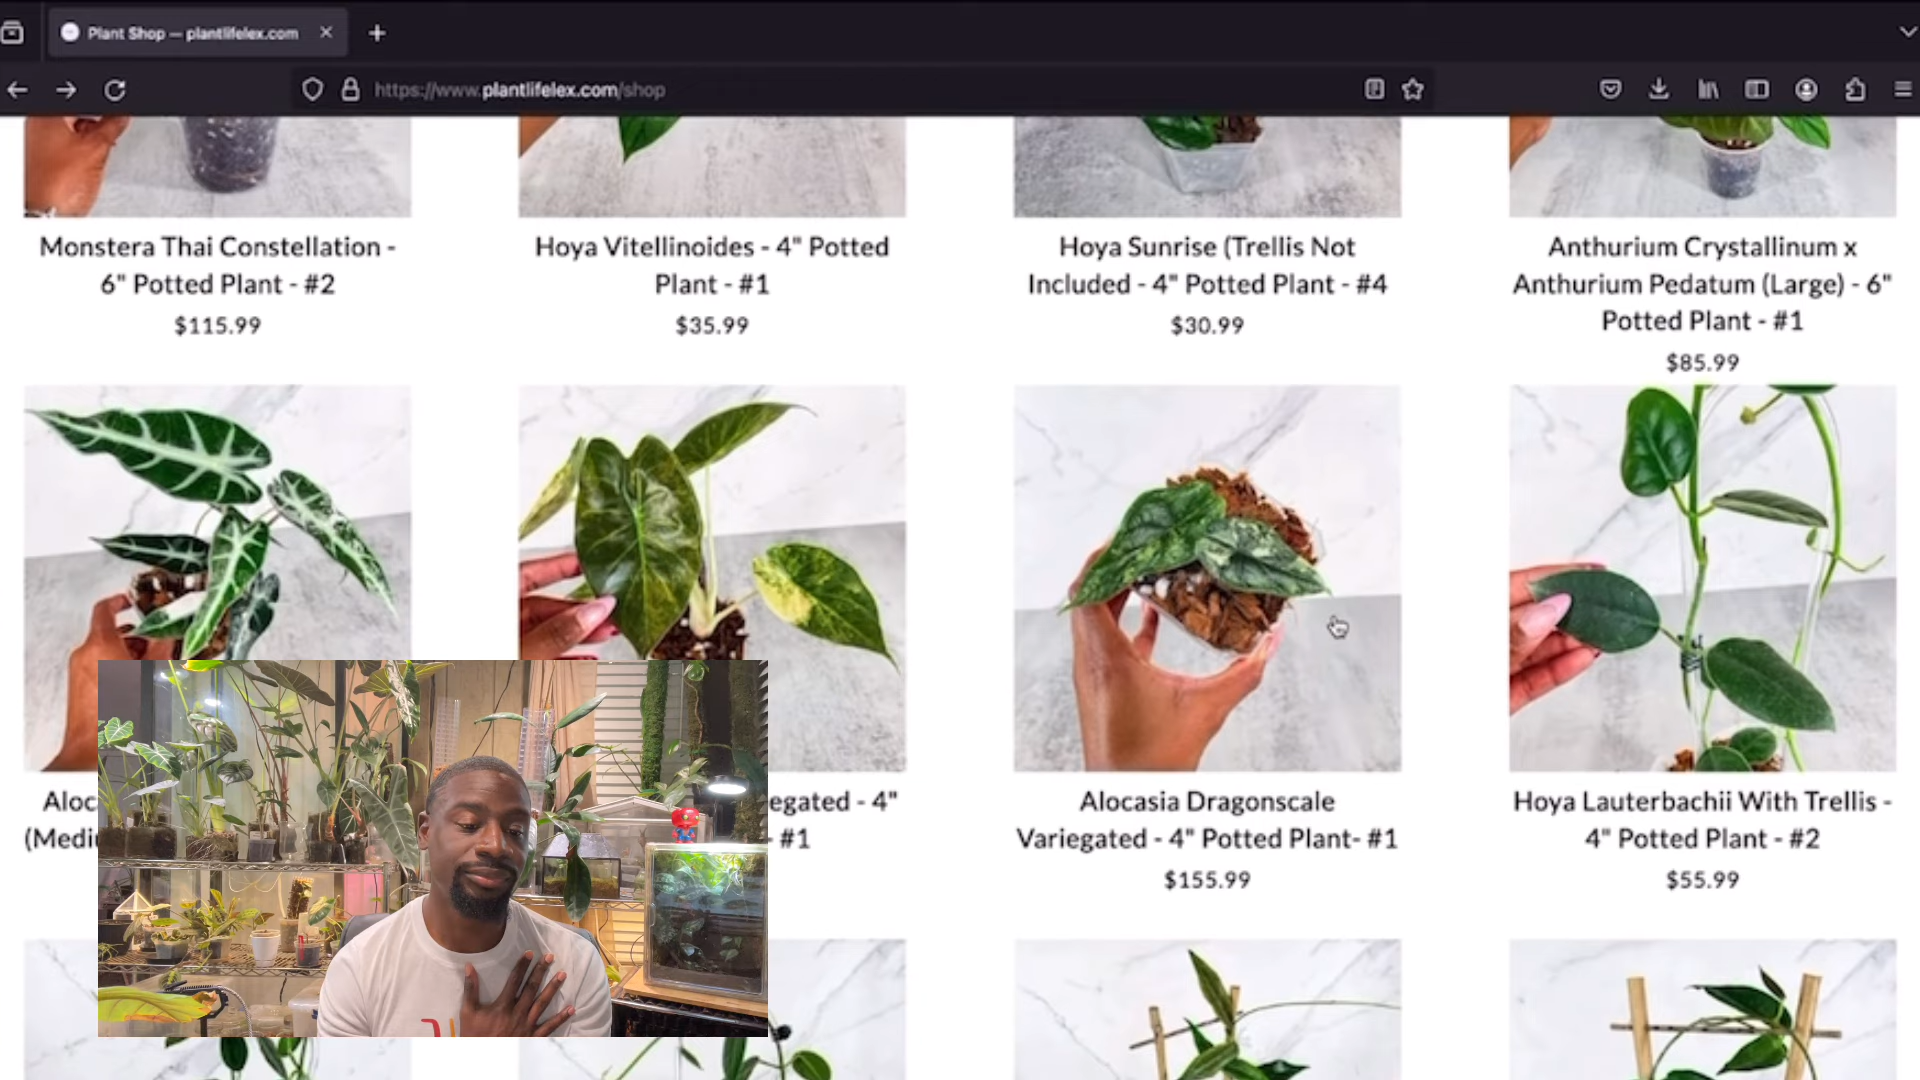 Plant Shop — plantlifelex.com
https://www.plantlifelex.com/shop
Monstera Thai Constellation -
6" Potted Plant - #2
$115.99
Hoya Vitellinoides - 4" Potted
Plant - #1
$35.99
Hoya Sunrise (Trellis Not
Included - 4" Potted Plant - #4
$30.99
Anthurium Crystallinum x
Anthurium Pedatum (Large) - 6"
Potted Plant - #1
$85.99
Aloc
(Medi
egated - 4"
- #1
Alocasia Dragonscale
Variegated - 4" Potted Plant- #1
$155.99
Hoya Lauterbachii With Trellis -
4" Potted Plant - #2
$55.99